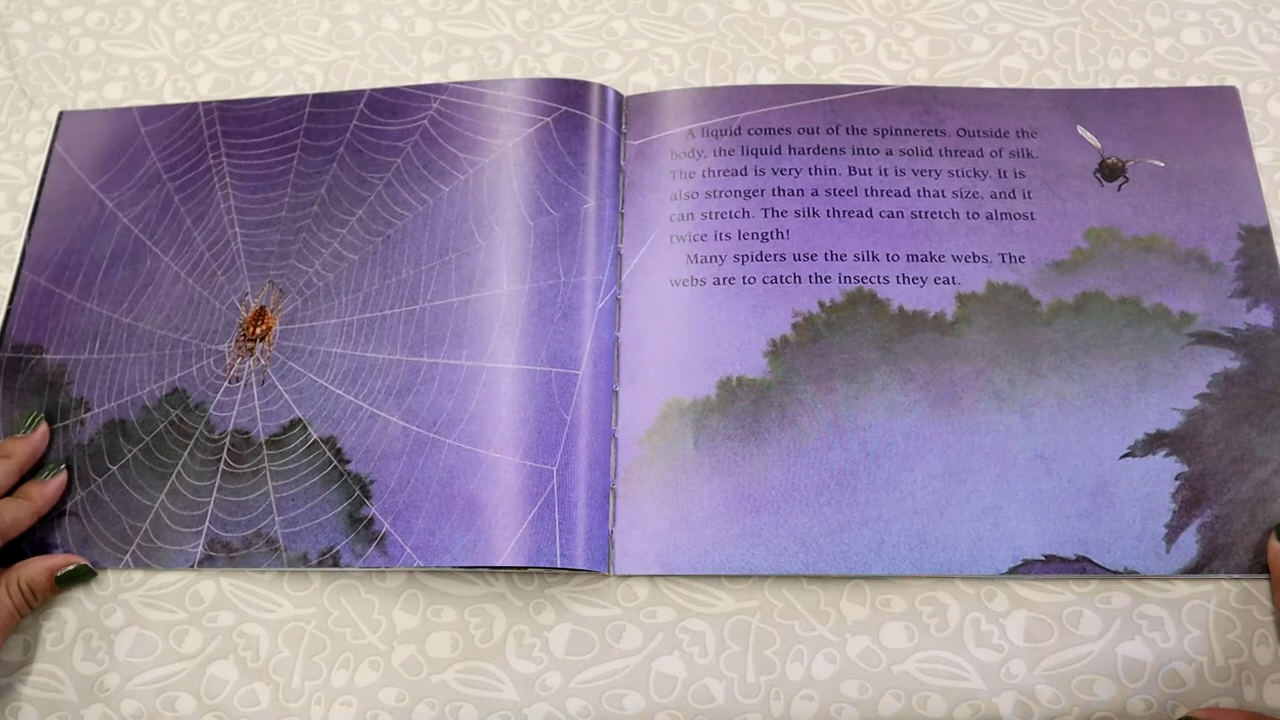 A liquid comes out of the spinnerets. Outside the
body, the liquid hardens into a solid thread of silk.
The thread is very thin. But it is very sticky. It is
also stronger than a steel thread that size, and it
can stretch. The silk thread can stretch to almost
twice its length!
Many spiders use the silk to make webs. The
webs are to catch the insects they eat.